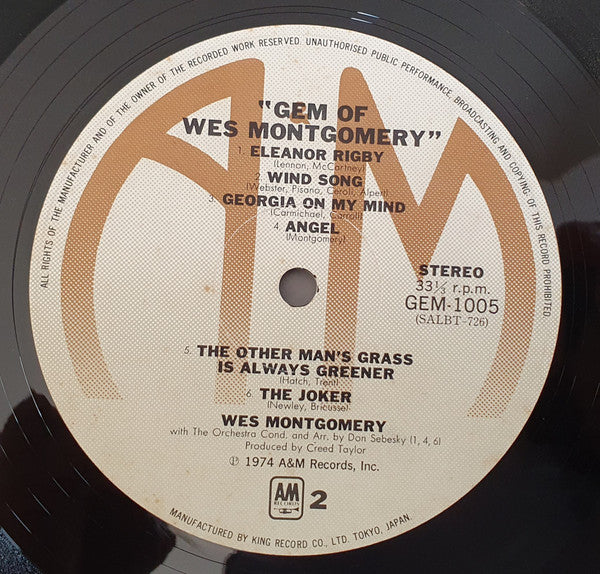 ALL RIGHTS OF THE MANUFACTURER AND OF THE OWNER OF THE RECORDED WORK RESERVED. UNAUTHORISED PUBLIC PERFORMANCE, BROADCASTING AND COPYING OF THIS RECORD PROHIBITED.
A&M
"GEM OF
WES MONTGOMERY"
1. ELEANOR RIGBY
(Lennon, McCartney)
2. WIND SONG
(Webster, Pisano, Ceroli, Alpert)
3. GEORGIA ON MY MIND
(Carmichael, Carroll)
4. ANGEL
(Montgomery)
STEREO
33⅓ r.p.m.
GEM-1005
(SALBT-726)
5. THE OTHER MAN'S GRASS
IS ALWAYS GREENER
(Hatch, Trent)
6. THE JOKER
(Newley, Bricusse)
WES MONTGOMERY
with The Orchestra Cond. and Arr. by Don Sebesky (1, 4, 6)
Produced by Creed Taylor
℗ 1974 A&M Records, Inc.
AM
RECORDS
2
MANUFACTURED BY KING RECORD CO., LTD. TOKYO, JAPAN